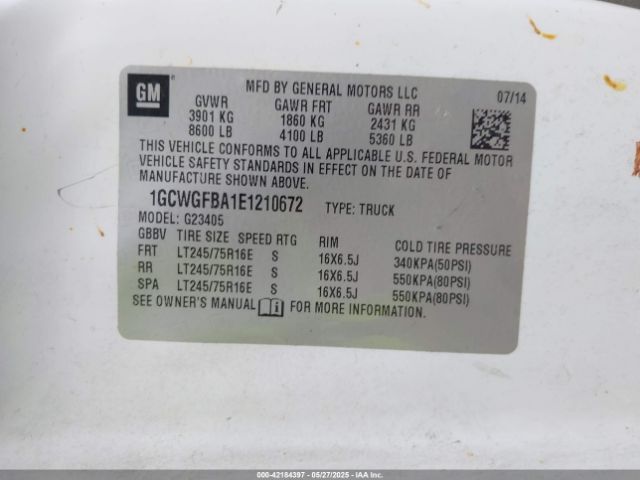 GM
MFD BY GENERAL MOTORS LLC 07/14
GVWR GAWR FRT GAWR RR
3901 KG 1860 KG 2431 KG
8600 LB 4100 LB 5360 LB
THIS VEHICLE CONFORMS TO ALL APPLICABLE U.S. FEDERAL MOTOR
VEHICLE SAFETY STANDARDS IN EFFECT ON THE DATE OF
MANUFACTURE SHOWN ABOVE.
1GCWGFBA1E1210672 TYPE: TRUCK
MODEL: G23405
GBBV TIRE SIZE SPEED RTG RIM COLD TIRE PRESSURE
FRT LT245/75R16E S 16X6.5J 340KPA(50PSI)
RR LT245/75R16E S 16X6.5J 550KPA(80PSI)
SPA LT245/75R16E S 16X6.5J 550KPA(80PSI)
SEE OWNER'S MANUAL FOR MORE INFORMATION.
000-42184397 - 05/27/2025 - IAAI.com